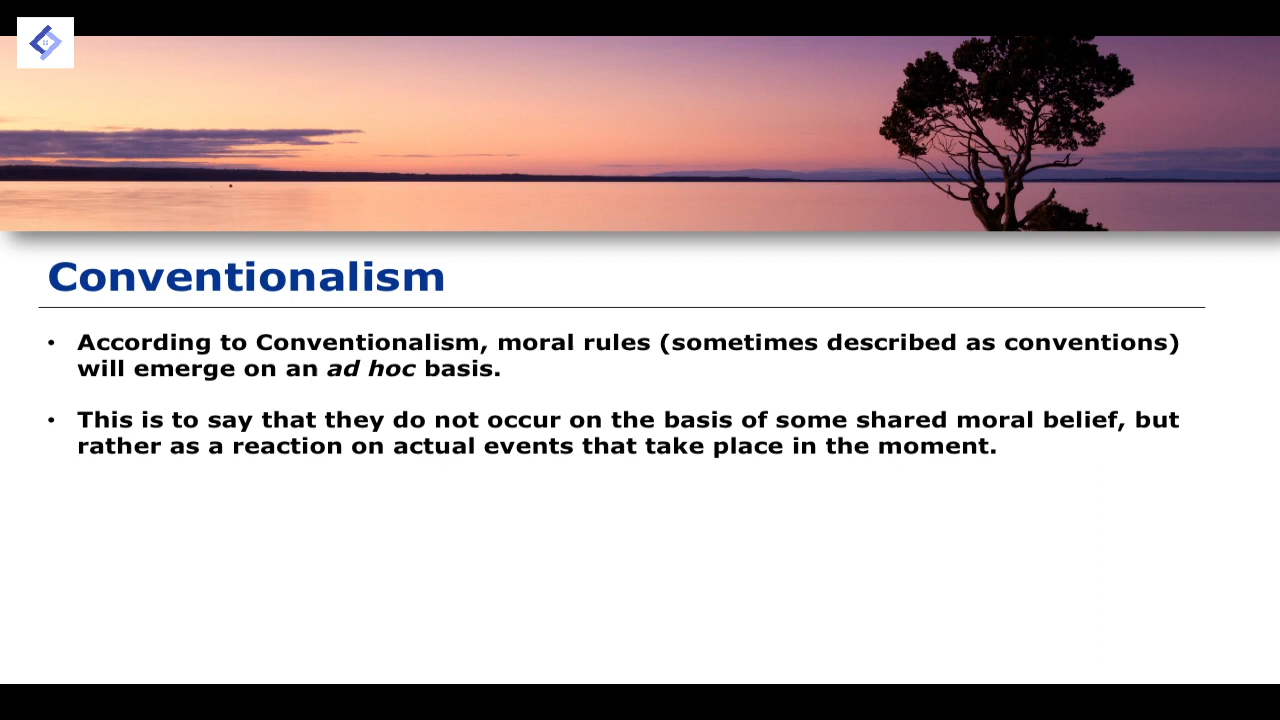 Conventionalism
• According to Conventionalism, moral rules (sometimes described as conventions)
will emerge on an ad hoc basis.
• This is to say that they do not occur on the basis of some shared moral belief, but
rather as a reaction on actual events that take place in the moment.